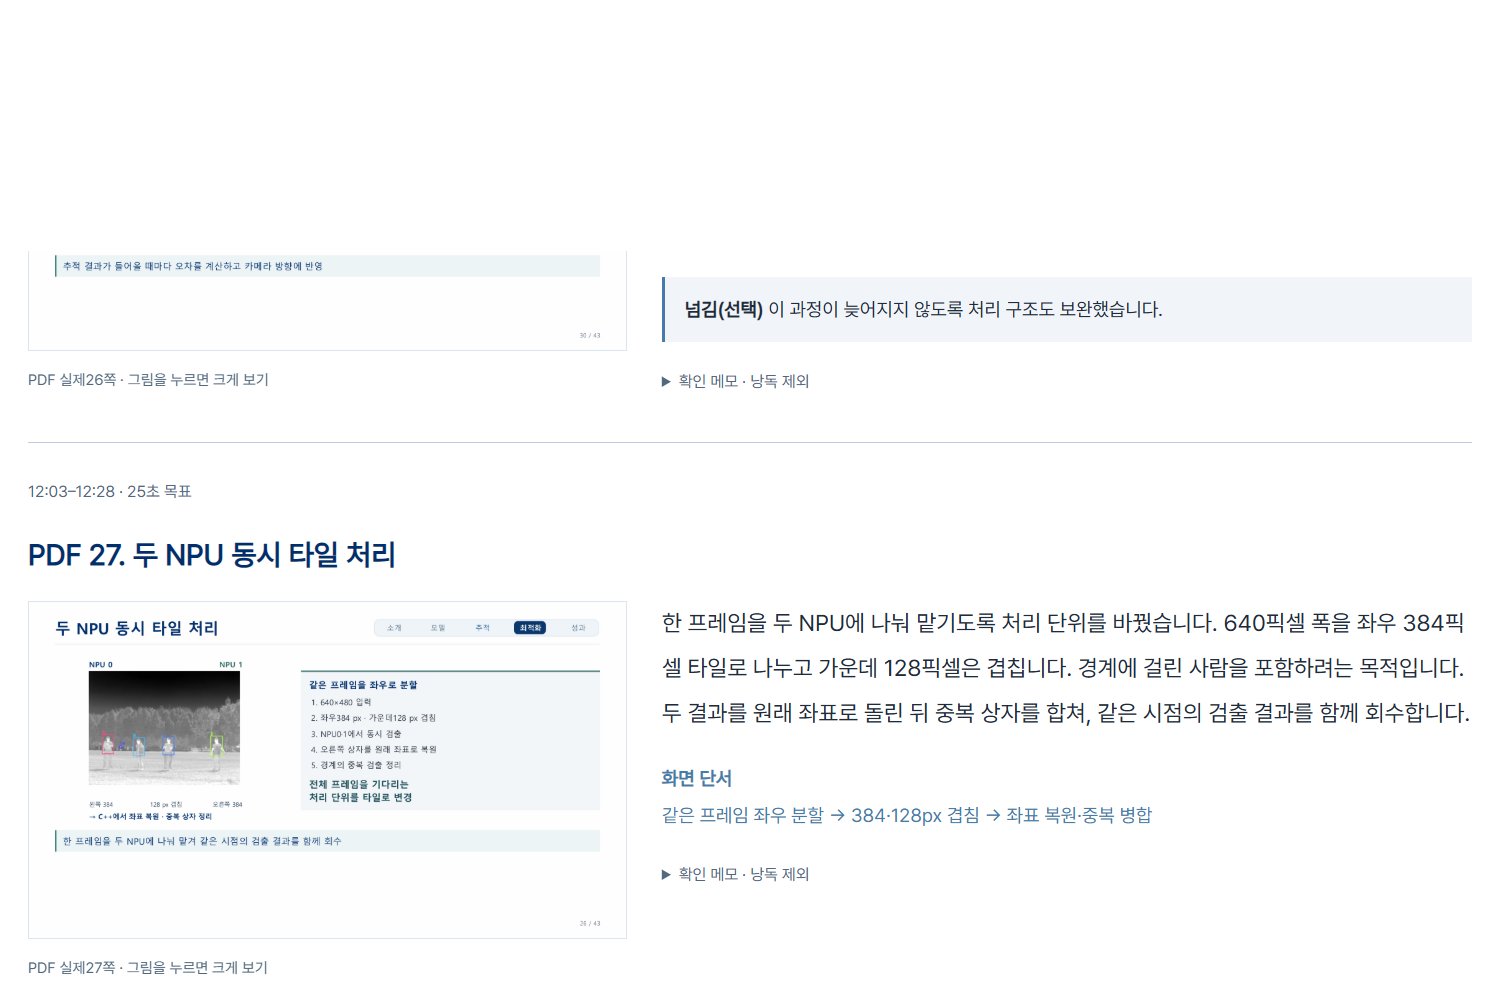 추적 결과가 들어올 때마다 오차를 계산하고 카메라 방향에 반영
30 / 43
PDF 실제26쪽 · 그림을 누르면 크게 보기
넘김(선택) 이 과정이 늦어지지 않도록 처리 구조도 보완했습니다.
▶ 확인 메모 · 낭독 제외
12:03–12:28 · 25초 목표
PDF 27. 두 NPU 동시 타일 처리
두 NPU 동시 타일 처리
소개 모델 추적 최적화 성과
NPU 0 NPU 1
왼쪽 384 128 px 겹침 오른쪽 384
→ C++에서 좌표 복원 · 중복 상자 정리
같은 프레임을 좌우로 분할
1. 640×480 입력
2. 좌우384 px · 가운데128 px 겹침
3. NPU0·1에서 동시 검출
4. 오른쪽 상자를 원래 좌표로 복원
5. 경계의 중복 검출 정리
전체 프레임을 기다리는
처리 단위를 타일로 변경
한 프레임을 두 NPU에 나눠 맡겨 같은 시점의 검출 결과를 함께 회수
26 / 43
PDF 실제27쪽 · 그림을 누르면 크게 보기
한 프레임을 두 NPU에 나눠 맡기도록 처리 단위를 바꿨습니다. 640픽셀 폭을 좌우 384픽
셀 타일로 나누고 가운데 128픽셀은 겹칩니다. 경계에 걸린 사람을 포함하려는 목적입니다.
두 결과를 원래 좌표로 돌린 뒤 중복 상자를 합쳐, 같은 시점의 검출 결과를 함께 회수합니다.
화면 단서
같은 프레임 좌우 분할 → 384·128px 겹침 → 좌표 복원·중복 병합
▶ 확인 메모 · 낭독 제외